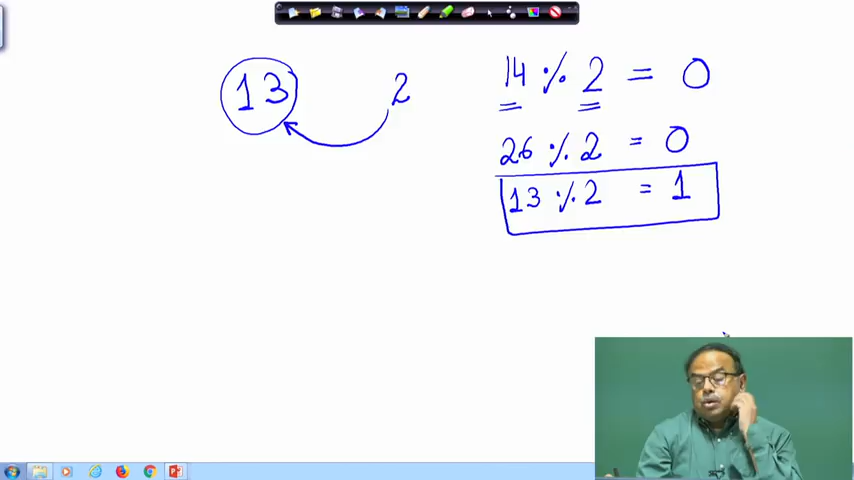 13 2
14 % 2 = 0
26 % 2 = 0
13 % 2 = 1